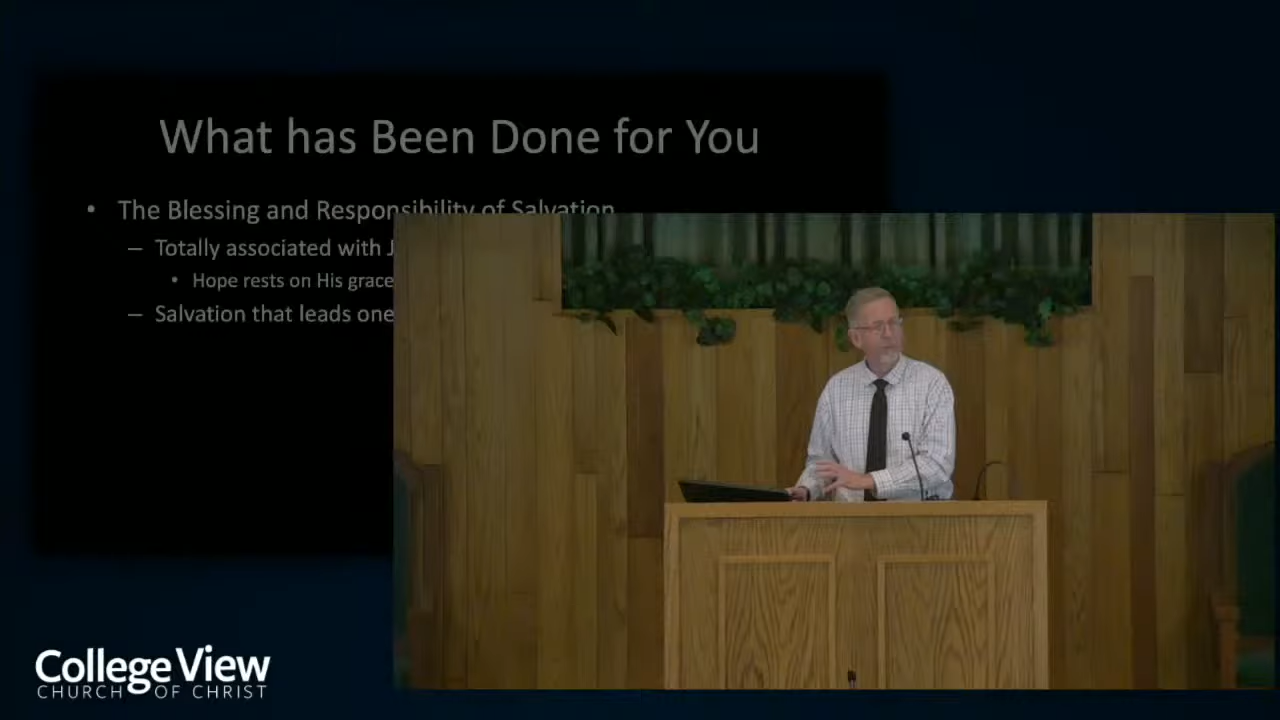 What has Been Done for You
• The Blessing and Responsibility of Salvation
– Totally associated with J
• Hope rests on His grace
– Salvation that leads one
College View
CHURCH OF CHRIST